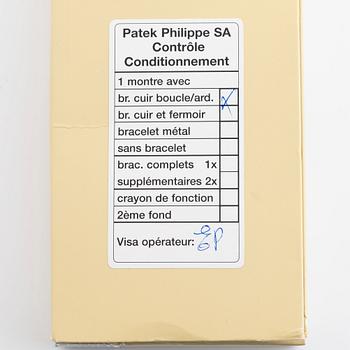 Patek Philippe SA
Contrôle
Conditionnement
1 montre avec
br. cuir boucle/ard. X
br. cuir et fermoir
bracelet métal
sans bracelet
brac. complets 1x
supplémentaires 2x
crayon de fonction
2ème fond
Visa opérateur: EP